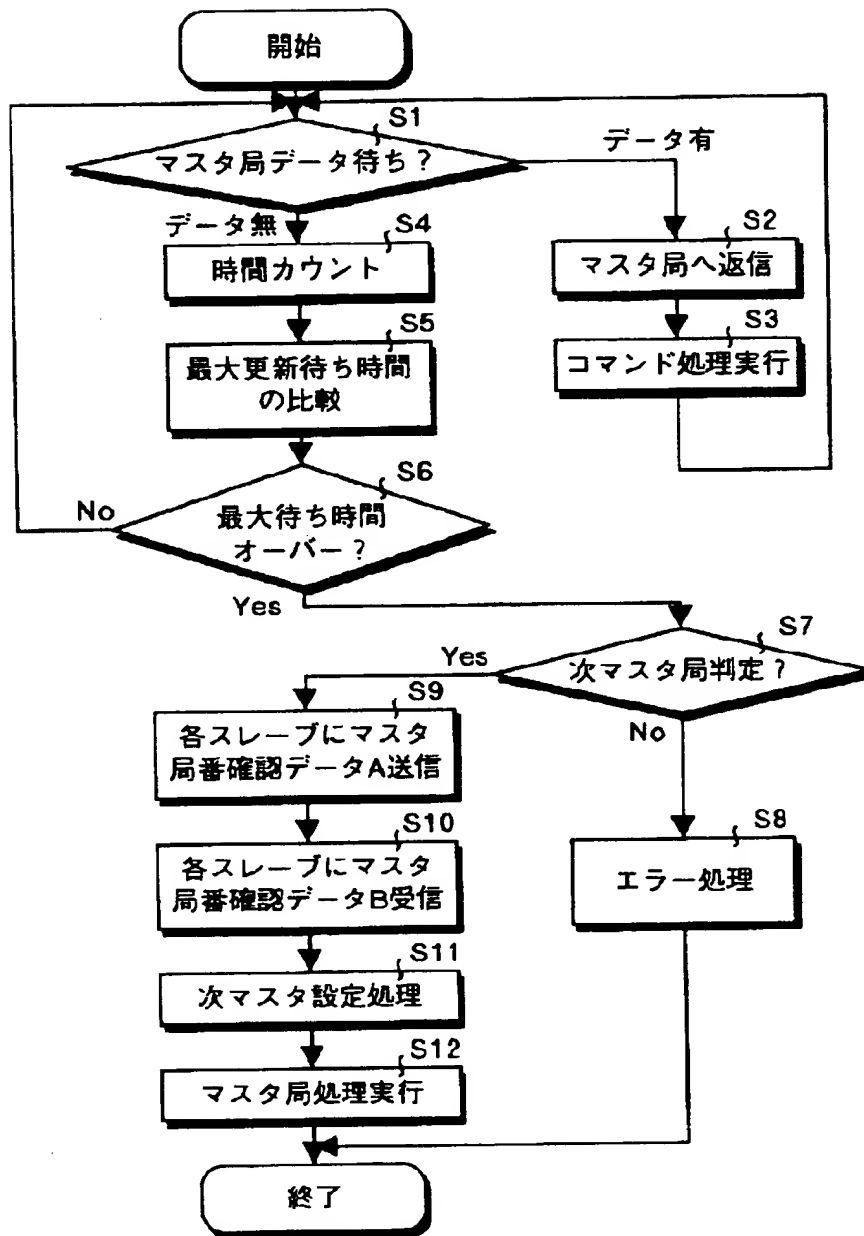 開始
S1
マスタ局データ待ち?
データ有
データ無
S4
時間カウント
S2
マスタ局へ返信
S5
最大更新待ち時間
の比較
S3
コマンド処理実行
S6
最大待ち時間
オーバー?
No
Yes
S7
次マスタ局判定?
Yes
No
S9
各スレーブにマスタ
局番確認データA送信
S10
各スレーブにマスタ
局番確認データB受信
S8
エラー処理
S11
次マスタ設定処理
S12
マスタ局処理実行
終了